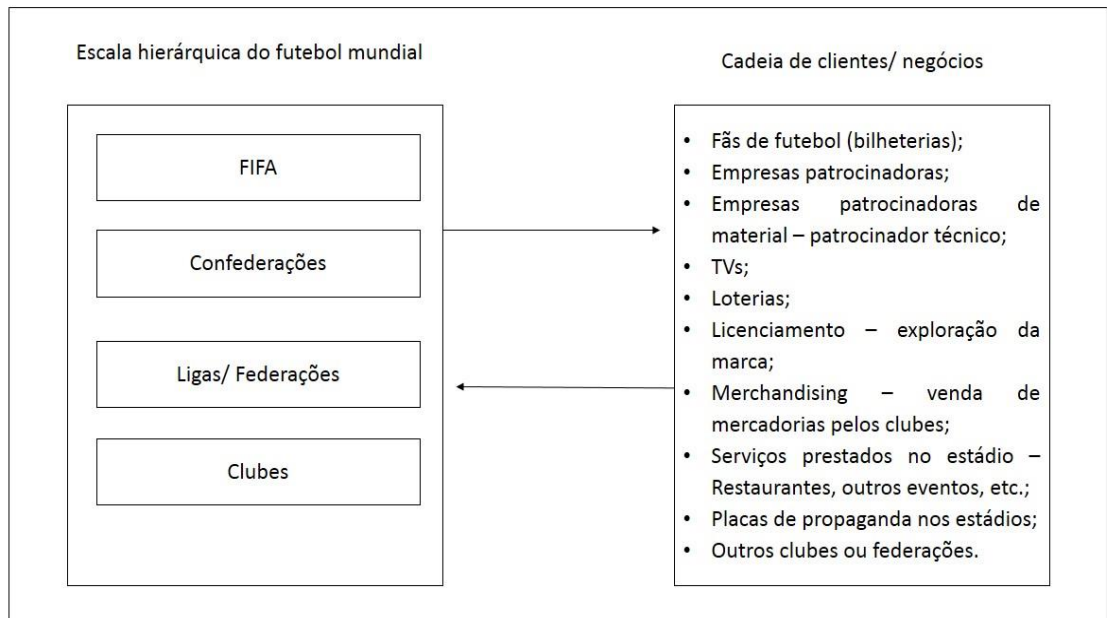 Escala hierárquica do futebol mundial
FIFA
Confederações
Ligas/ Federações
Clubes
Cadeia de clientes/ negócios
• Fãs de futebol (bilheterias);
• Empresas patrocinadoras;
• Empresas patrocinadoras de
material – patrocinador técnico;
• TVs;
• Loterias;
• Licenciamento – exploração da
marca;
• Merchandising – venda de
mercadorias pelos clubes;
• Serviços prestados no estádio –
Restaurantes, outros eventos, etc.;
• Placas de propaganda nos estádios;
• Outros clubes ou federações.